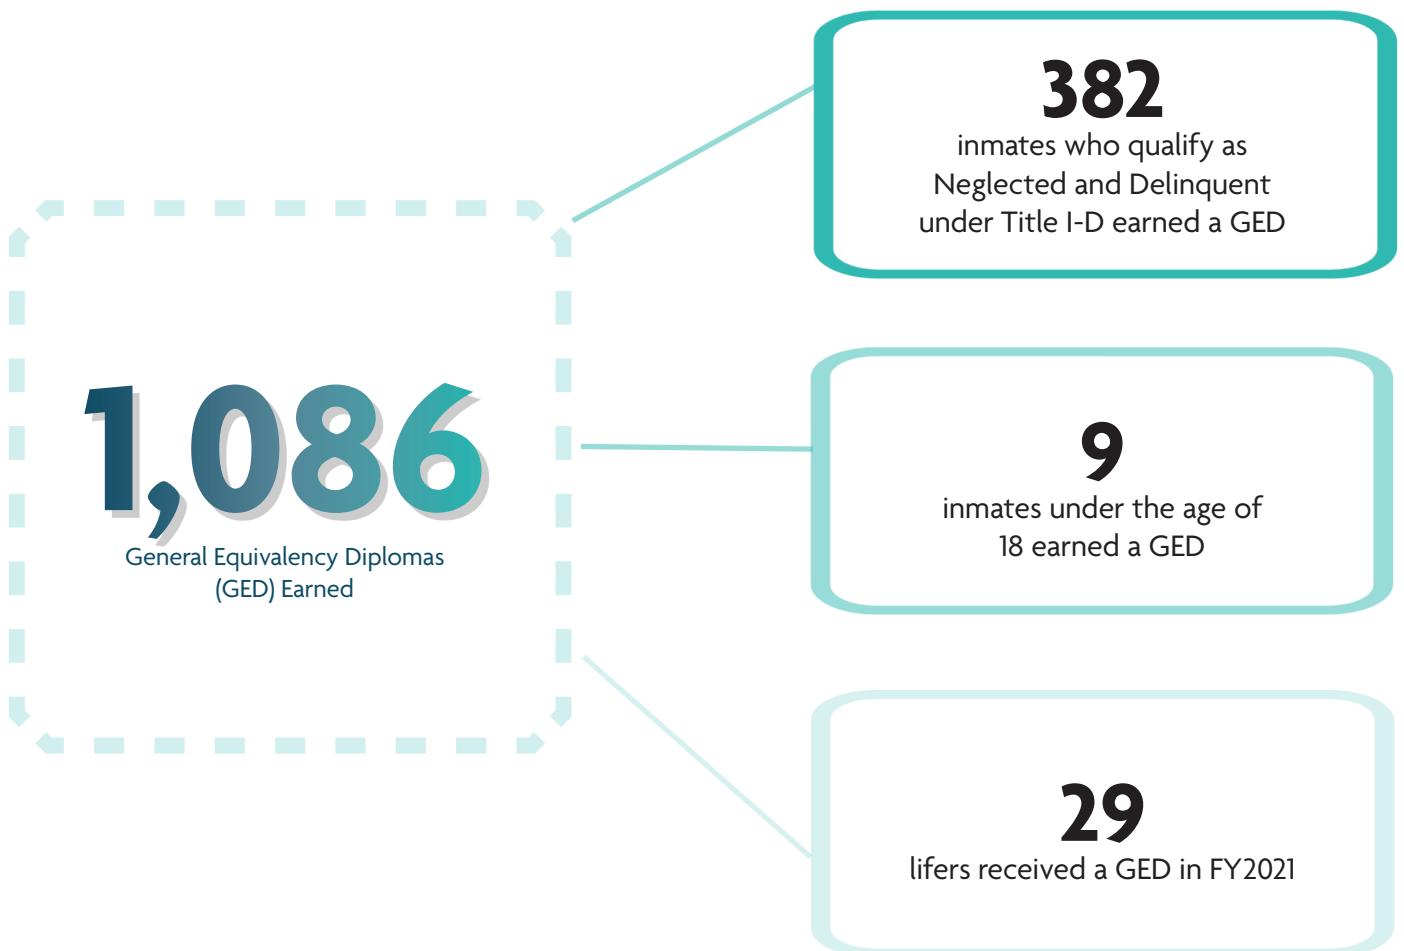 1,086
General Equivalency Diplomas
(GED) Earned
382
inmates who qualify as
Neglected and Delinquent
under Title I-D earned a GED
9
inmates under the age of
18 earned a GED
29
lifers received a GED in FY2021